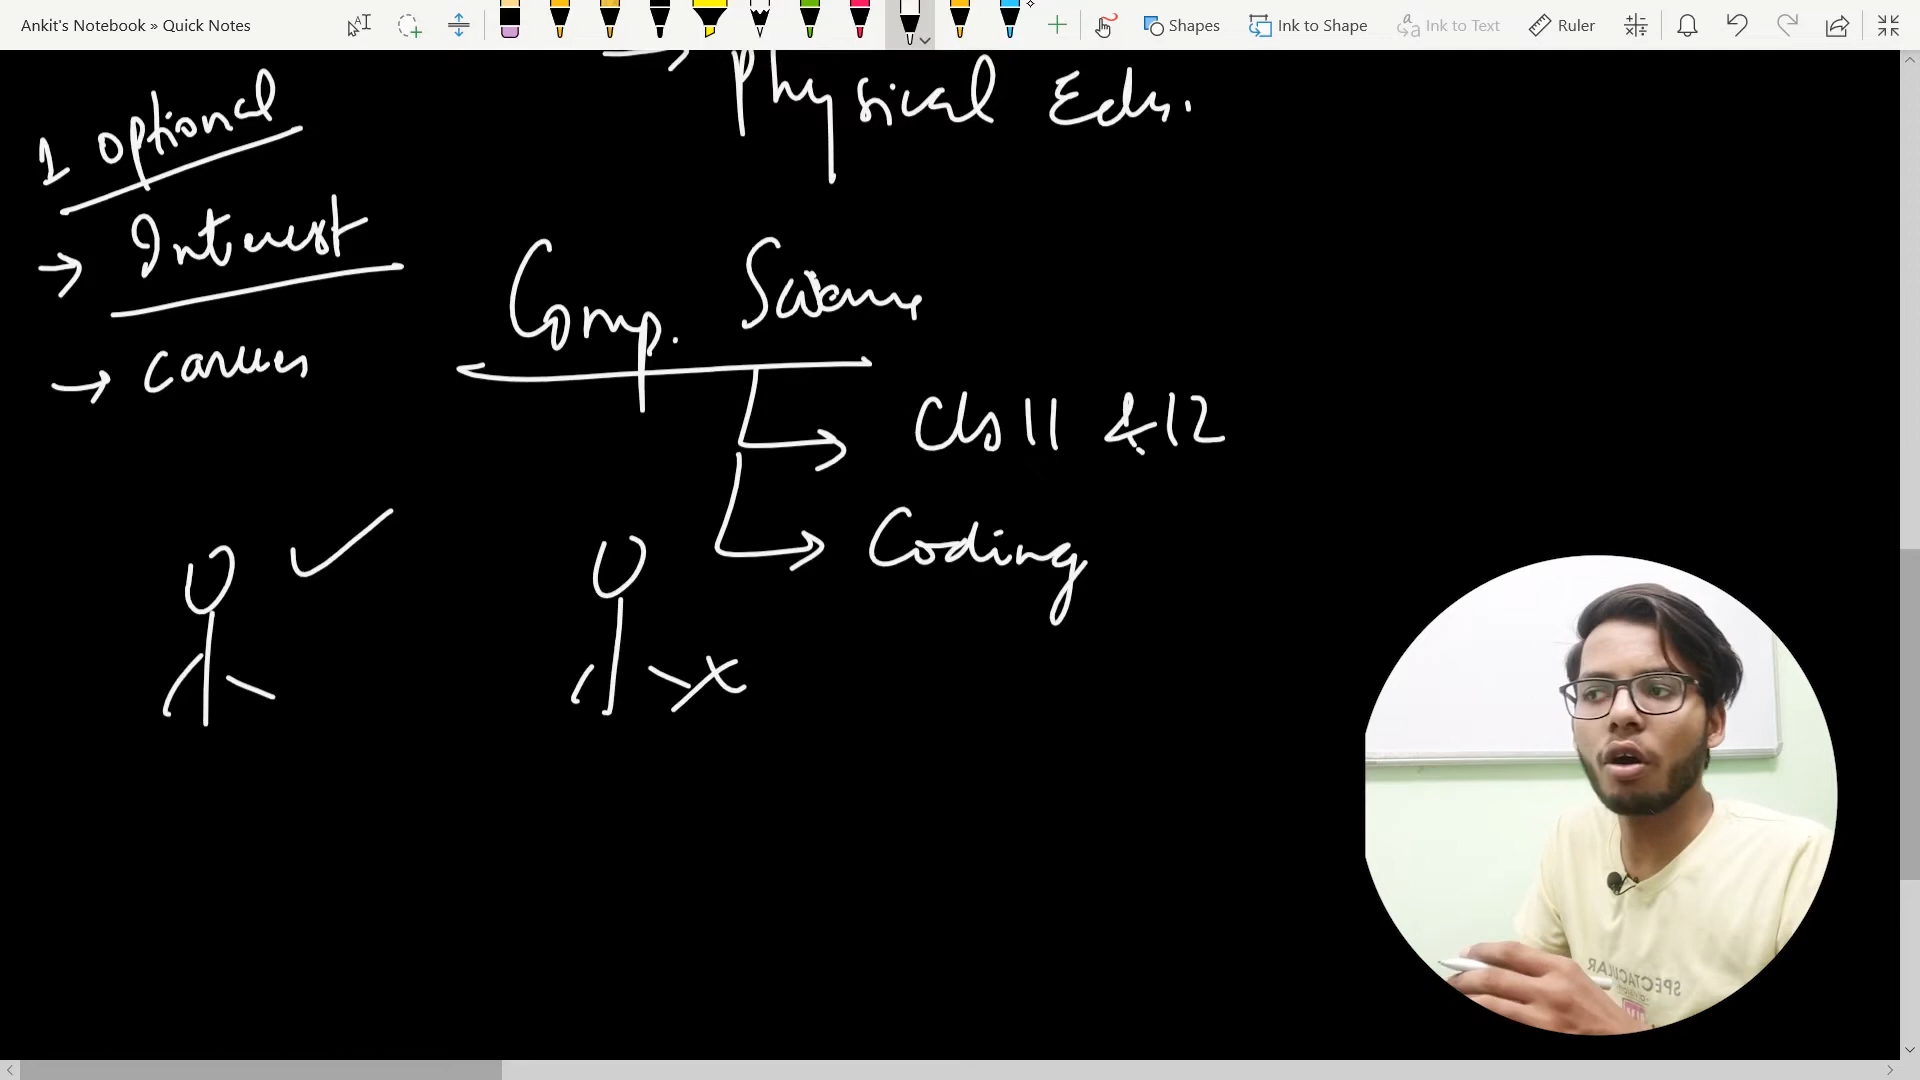 Ankit's Notebook » Quick Notes
Shapes
Ink to Shape
Ink to Text
Ruler
Physical Edu.
1 optional
→ Interest
→ career
Comp. Science
→ Cls 11 & 12
→ Coding
SPECTACULAR